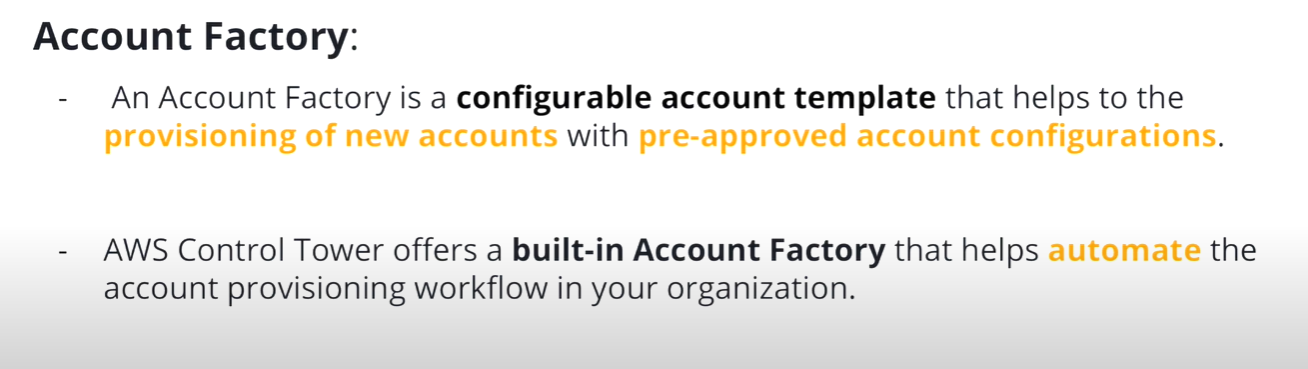 Account Factory:
- An Account Factory is a configurable account template that helps to the
provisioning of new accounts with pre-approved account configurations.
- AWS Control Tower offers a built-in Account Factory that helps automate the
account provisioning workflow in your organization.